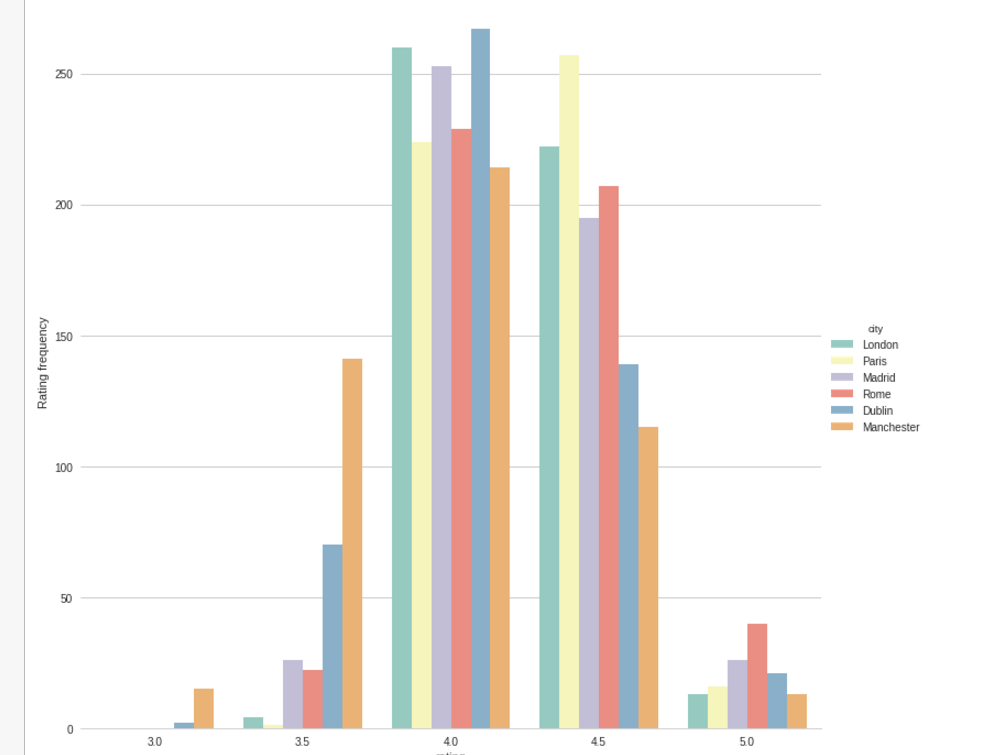 250
200
150
100
50
0
Rating frequency
3.0 3.5 4.0 4.5 5.0
rating
city
London
Paris
Madrid
Rome
Dublin
Manchester